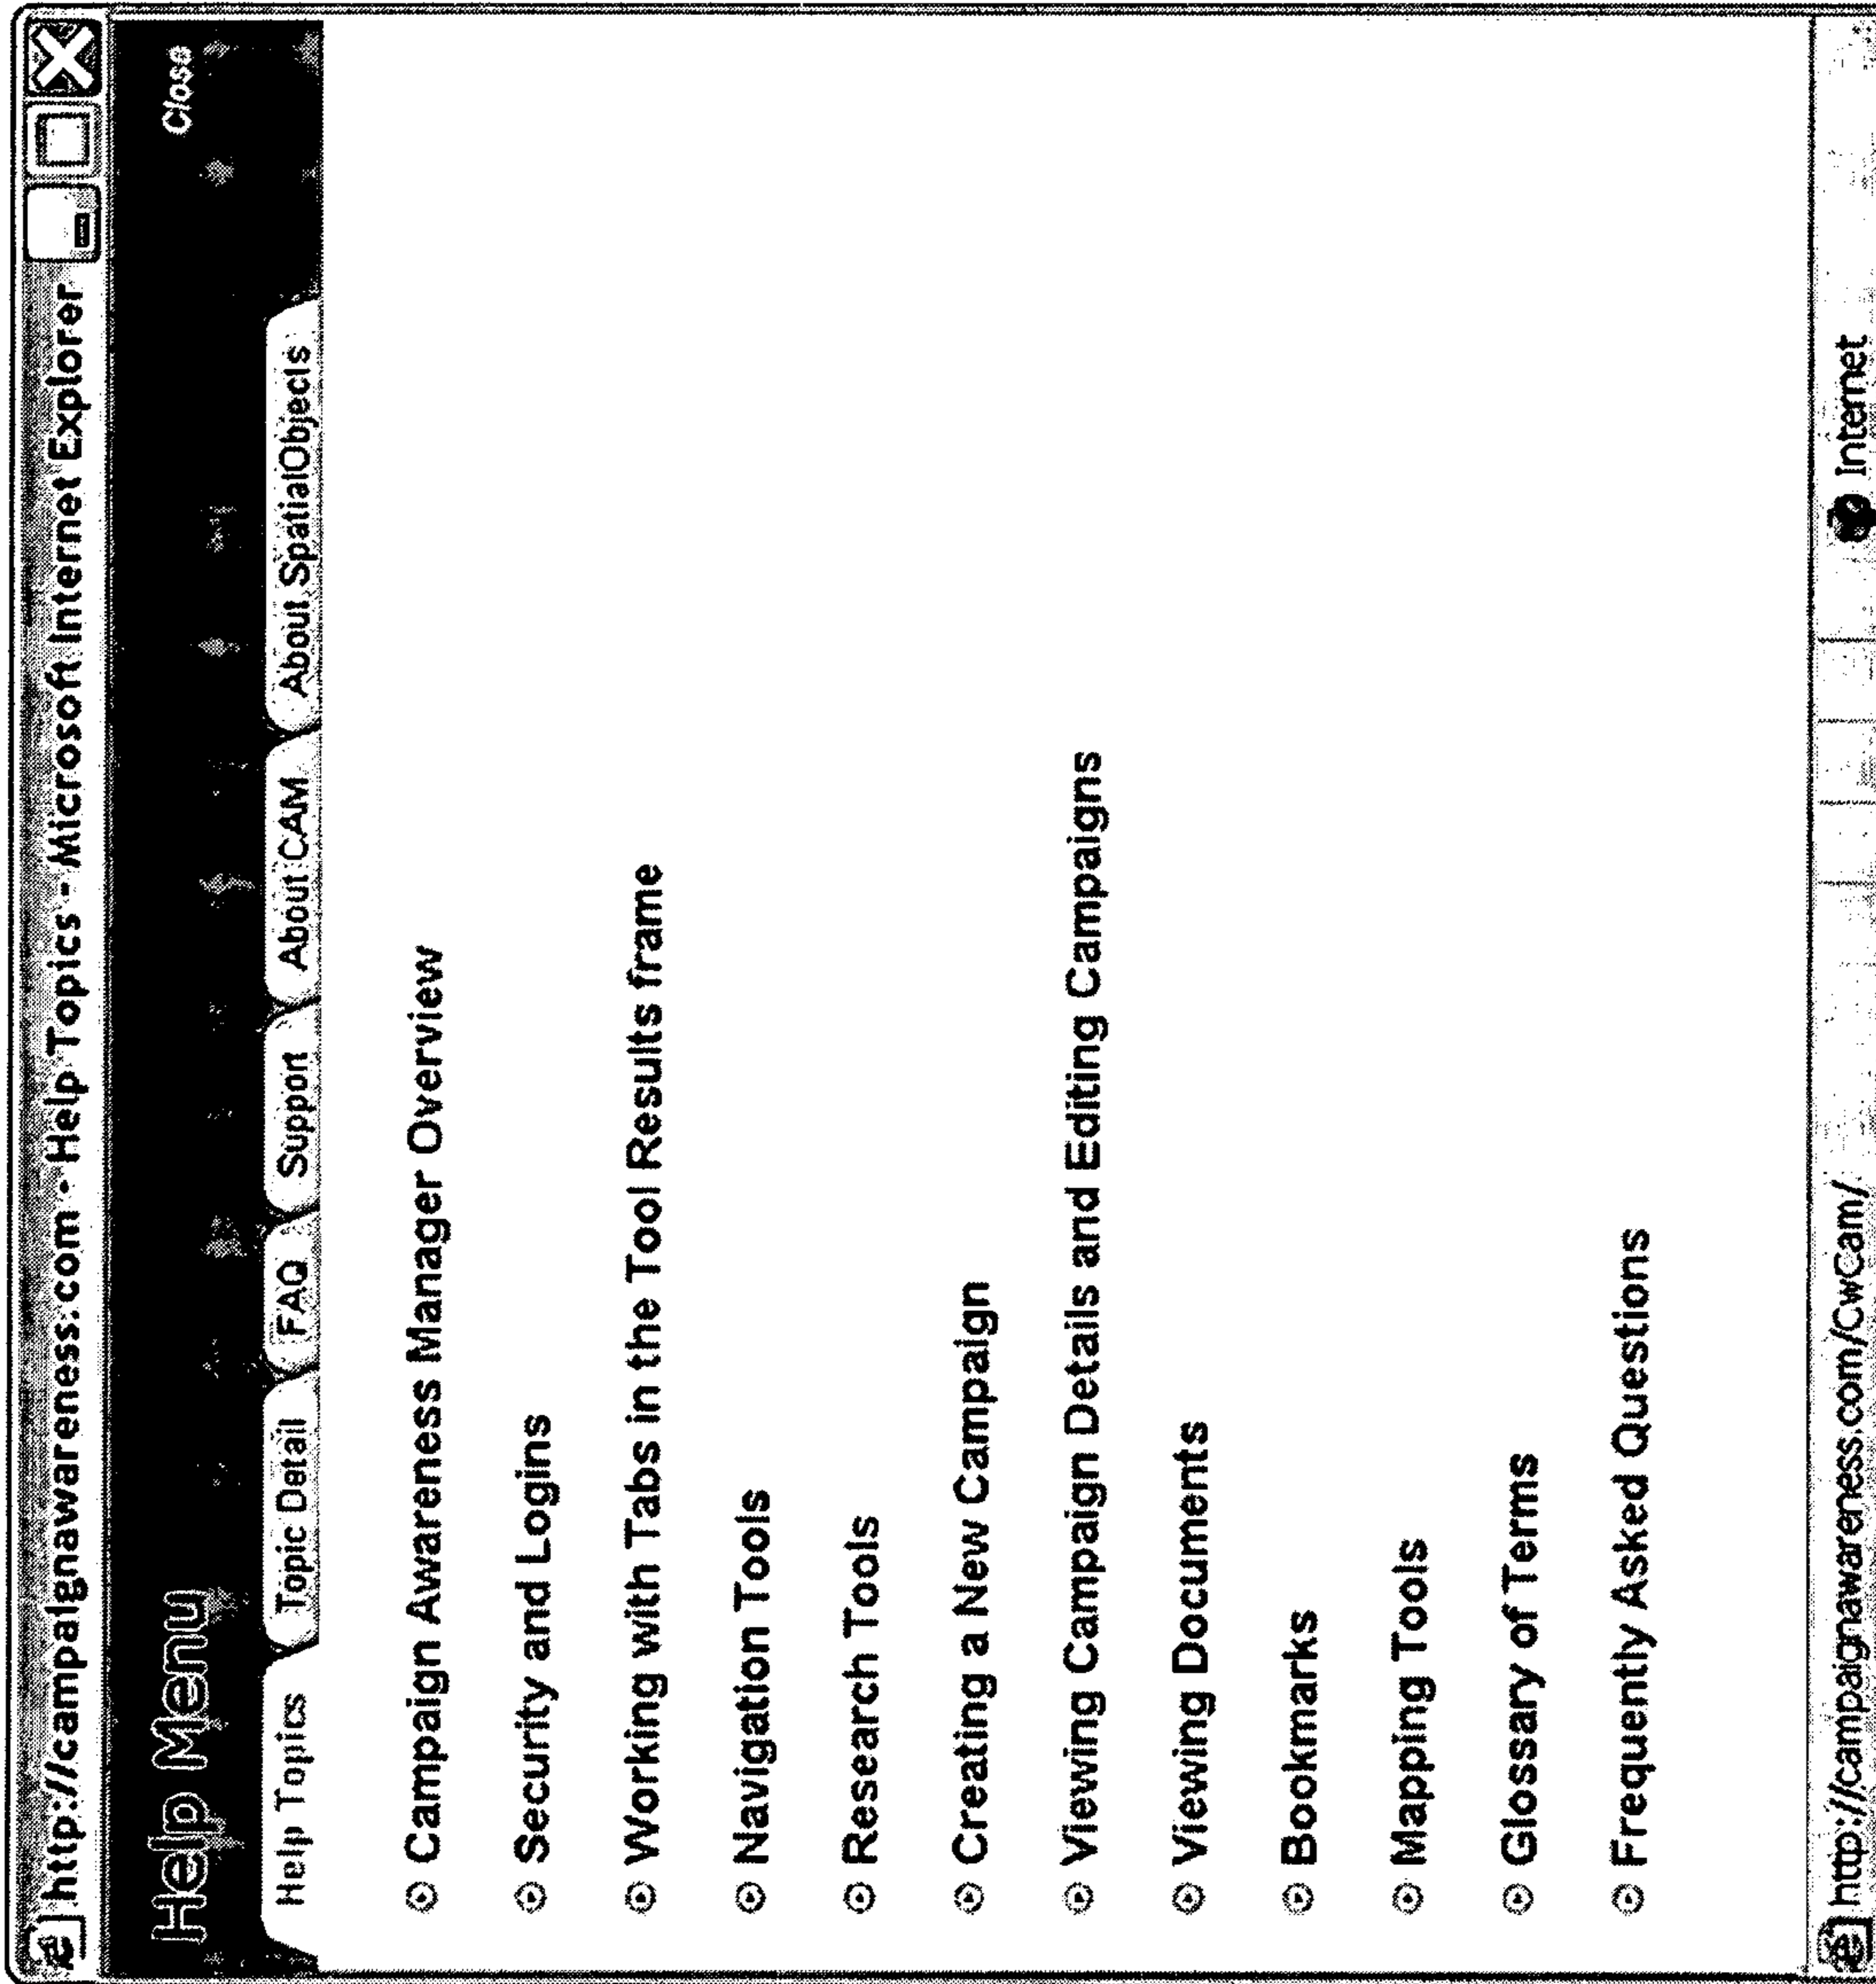 http://campaignawareness.com - Help Topics - Microsoft Internet Explorer
Help Menu
Close
Help Topics Topic Detail FAQ Support About CAM About SpatialObjects
Campaign Awareness Manager Overview
Security and Logins
Working with Tabs in the Tool Results frame
Navigation Tools
Research Tools
Creating a New Campaign
Viewing Campaign Details and Editing Campaigns
Viewing Documents
Bookmarks
Mapping Tools
Glossary of Terms
Frequently Asked Questions
http://campaignawareness.com/CwCam/ Internet